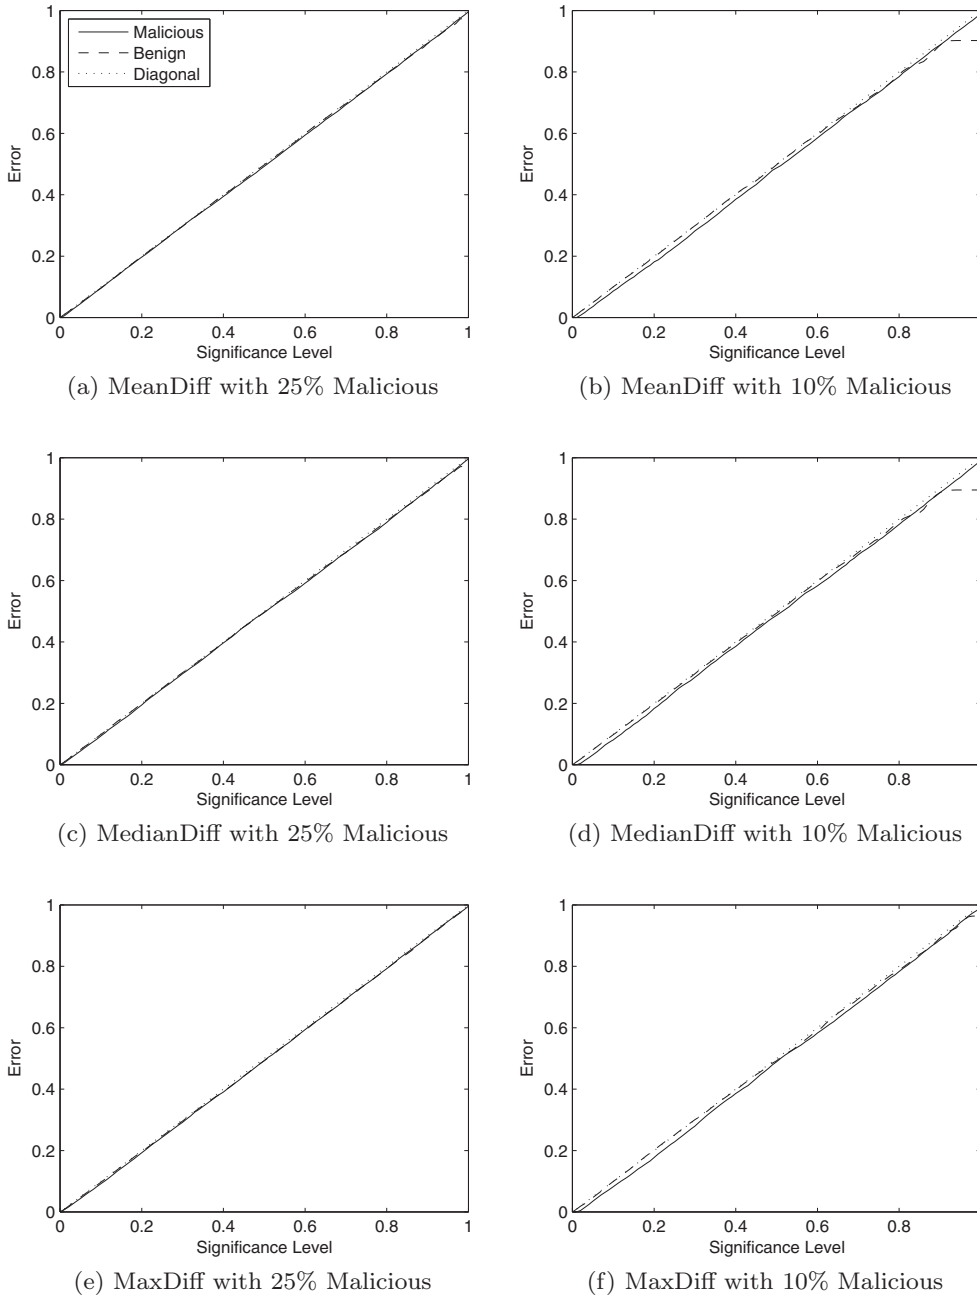 1
0.8
0.6
0.4
0.2
0
Error
Malicious
Benign
Diagonal
0 0.2 0.4 0.6 0.8 1
Significance Level
(a) MeanDiff with 25% Malicious
1
0.8
0.6
0.4
0.2
0
Error
0 0.2 0.4 0.6 0.8
Significance Level
(b) MeanDiff with 10% Malicious
1
0.8
0.6
0.4
0.2
0
Error
0 0.2 0.4 0.6 0.8 1
Significance Level
(c) MedianDiff with 25% Malicious
1
0.8
0.6
0.4
0.2
0
Error
0 0.2 0.4 0.6 0.8
Significance Level
(d) MedianDiff with 10% Malicious
1
0.8
0.6
0.4
0.2
0
Error
0 0.2 0.4 0.6 0.8 1
Significance Level
(e) MaxDiff with 25% Malicious
1
0.8
0.6
0.4
0.2
0
Error
0 0.2 0.4 0.6 0.8
Significance Level
(f) MaxDiff with 10% Malicious